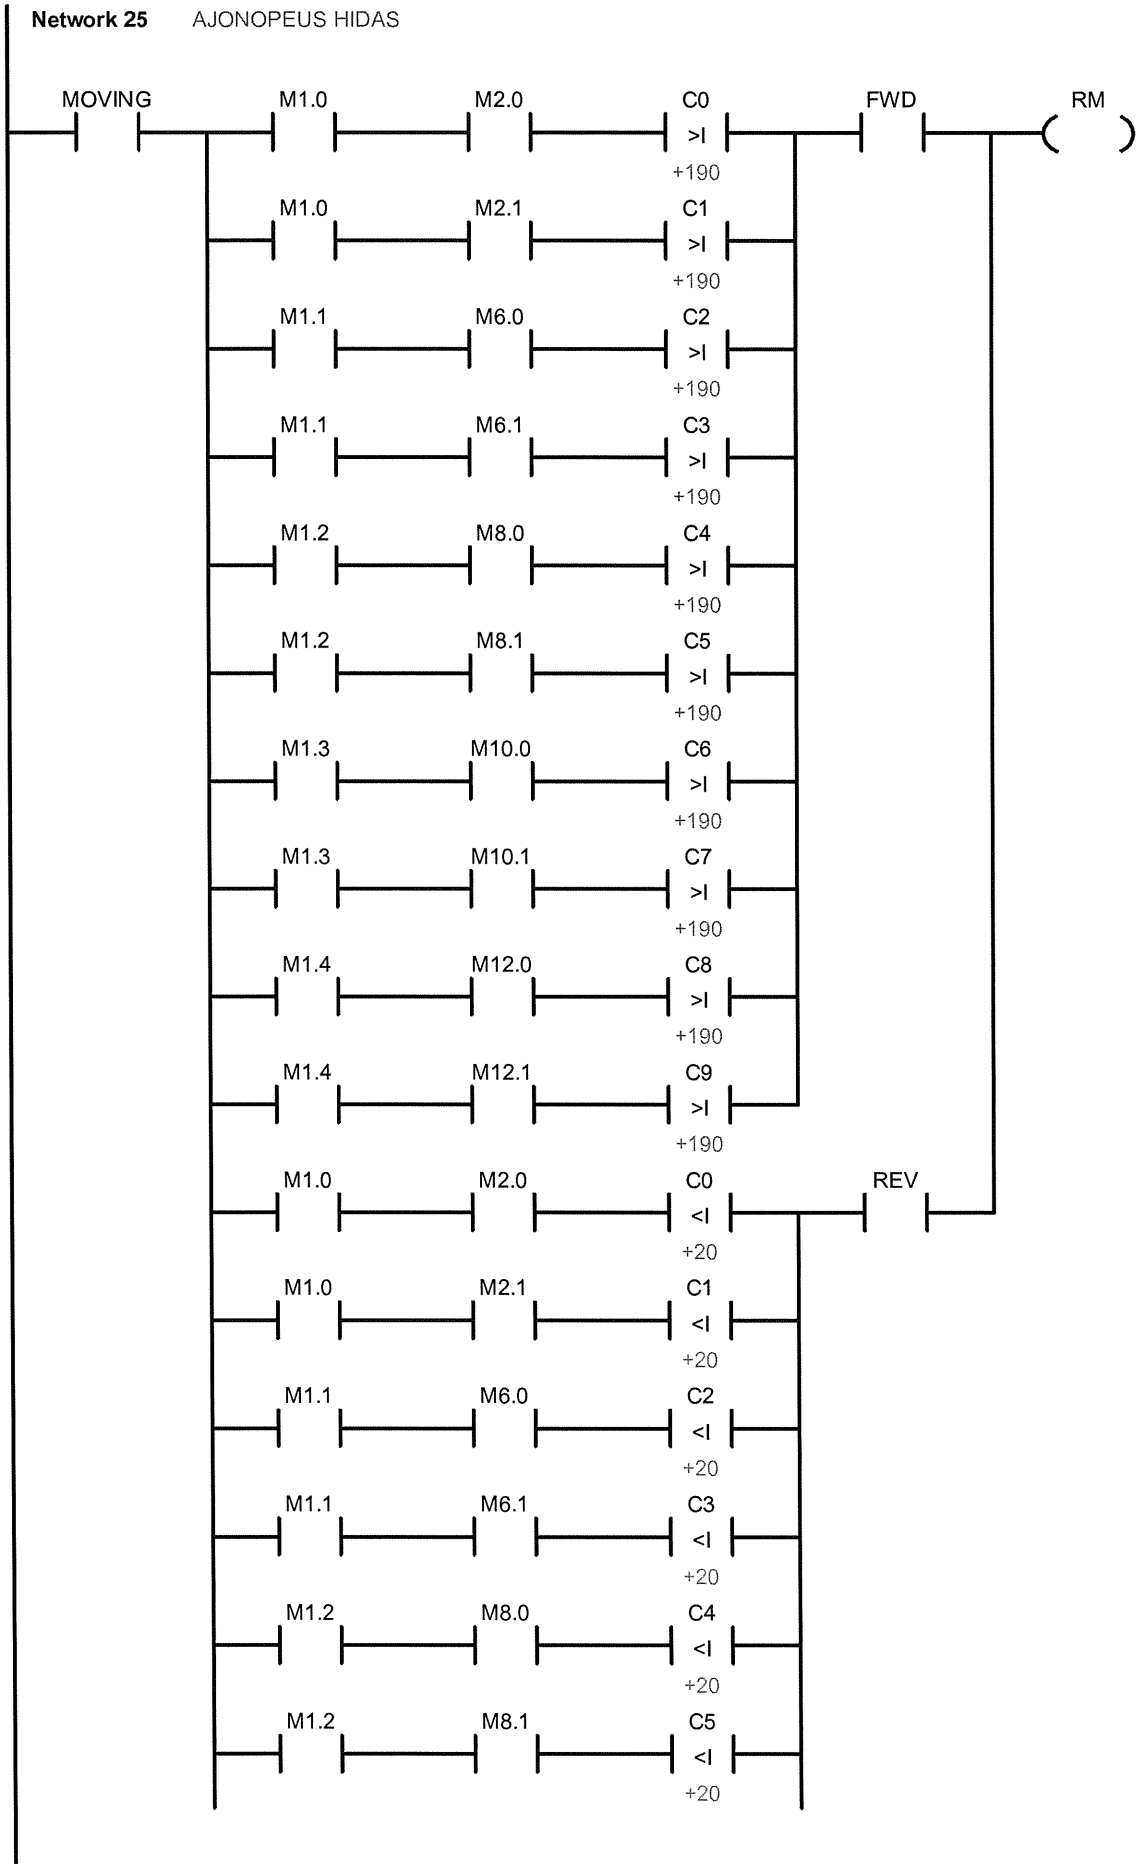 Network 25 AJONOPEUS HIDAS
MOVING M1.0 M2.0 C0 FWD RM
>I
+190
M1.0 M2.1 C1
>I
+190
M1.1 M6.0 C2
>I
+190
M1.1 M6.1 C3
>I
+190
M1.2 M8.0 C4
>I
+190
M1.2 M8.1 C5
>I
+190
M1.3 M10.0 C6
>I
+190
M1.3 M10.1 C7
>I
+190
M1.4 M12.0 C8
>I
+190
M1.4 M12.1 C9
>I
+190
M1.0 M2.0 C0 REV
<I
+20
M1.0 M2.1 C1
<I
+20
M1.1 M6.0 C2
<I
+20
M1.1 M6.1 C3
<I
+20
M1.2 M8.0 C4
<I
+20
M1.2 M8.1 C5
<I
+20